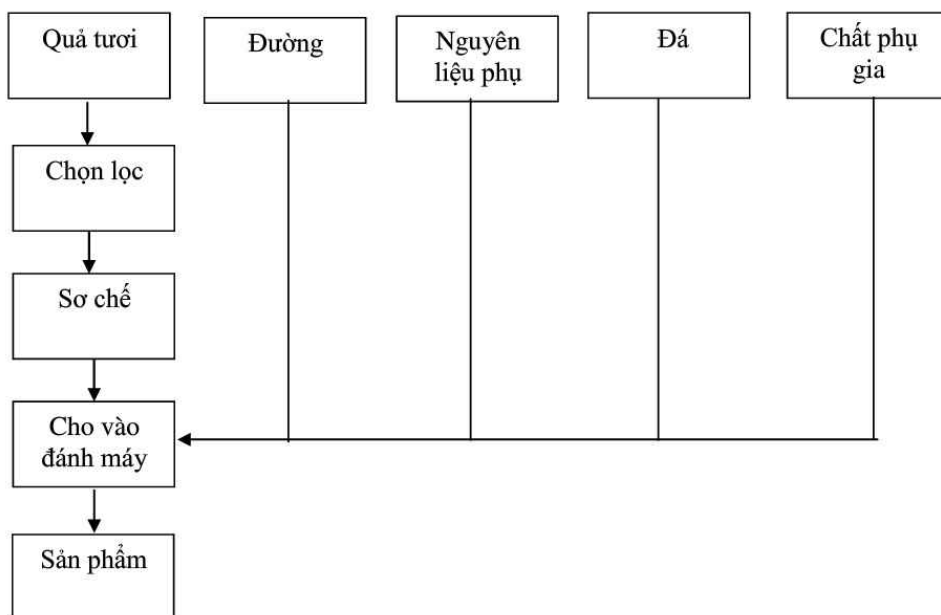 Quả tươi
Đường
Nguyên
liệu phụ
Đá
Chất phụ
gia
Chọn lọc
Sơ chế
Cho vào
đánh máy
Sản phẩm